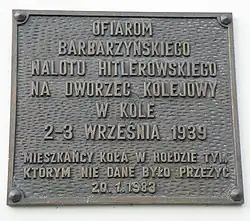 OFIAROM
BARBARZYŃSKIEGO
NALOTU HITLEROWSKIEGO
NA DWORZEC KOLEJOWY
W KOLE
2-3 WRZEŚNIA 1939
MIESZKAŃCY KOŁA W HOŁDZIE TYM,
KTÓRYM NIE DANE BYŁO PRZEŻYĆ
20.1.1983